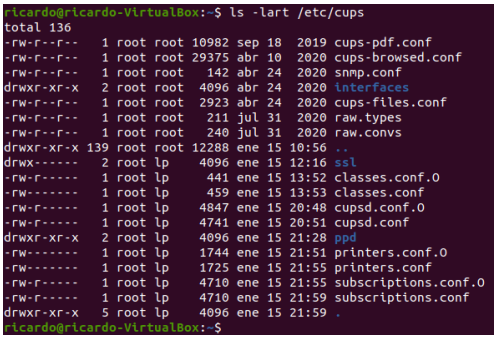 ricardo@ricardo-VirtualBox:~$ ls -lart /etc/cups
total 136
-rw-r--r--   1 root root 10982 sep 18  2019 cups-pdf.conf
-rw-r--r--   1 root root 29375 abr 10  2020 cups-browsed.conf
-rw-r--r--   1 root root   142 abr 24  2020 snmp.conf
drwxr-xr-x   2 root root  4096 abr 24  2020 interfaces
-rw-r--r--   1 root root  2923 abr 24  2020 cups-files.conf
-rw-r--r--   1 root root   211 jul 31  2020 raw.types
-rw-r--r--   1 root root   240 jul 31  2020 raw.convs
drwxr-xr-x 139 root root 12288 ene 15 10:56 ..
drwx------   2 root lp    4096 ene 15 12:16 ssl
-rw-------   1 root lp     441 ene 15 13:52 classes.conf.O
-rw-------   1 root lp     459 ene 15 13:53 classes.conf
-rw-r-----   1 root lp    4847 ene 15 20:48 cupsd.conf.O
-rw-r-----   1 root lp    4741 ene 15 20:51 cupsd.conf
drwxr-xr-x   2 root lp    4096 ene 15 21:28 ppd
-rw-------   1 root lp    1744 ene 15 21:51 printers.conf.O
-rw-------   1 root lp    1725 ene 15 21:55 printers.conf
-rw-r-----   1 root lp    4710 ene 15 21:55 subscriptions.conf.O
-rw-r-----   1 root lp    4710 ene 15 21:59 subscriptions.conf
drwxr-xr-x   5 root lp    4096 ene 15 21:59 .
ricardo@ricardo-VirtualBox:~$